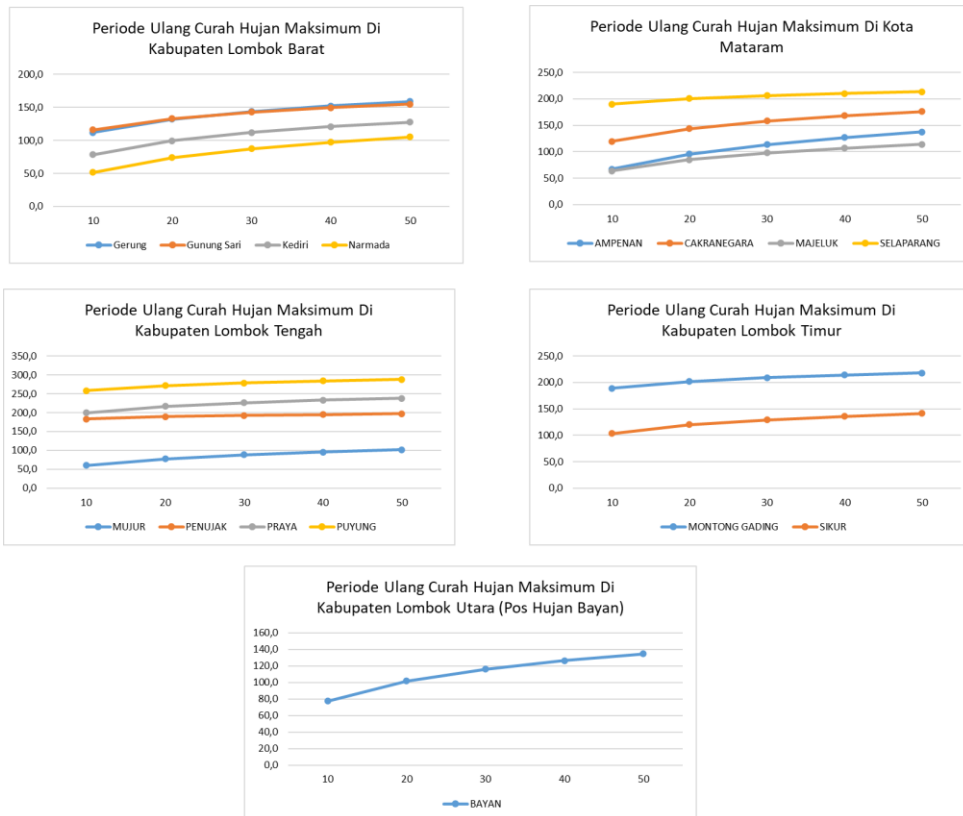 Periode Ulang Curah Hujan Maksimum Di
Kabupaten Lombok Barat
200,0
150,0
100,0
50,0
0,0
10 20 30 40 50
Gerung Gunung Sari Kediri Narmada
Periode Ulang Curah Hujan Maksimum Di Kota
Mataram
250,0
200,0
150,0
100,0
50,0
0,0
10 20 30 40 50
AMPENAN CAKRANEGARA MAJELUK SELAPARANG
Periode Ulang Curah Hujan Maksimum Di
Kabupaten Lombok Tengah
350,0
300,0
250,0
200,0
150,0
100,0
50,0
0,0
10 20 30 40 50
MUJUR PENUJAK PRAYA PUYUNG
Periode Ulang Curah Hujan Maksimum Di
Kabupaten Lombok Timur
250,0
200,0
150,0
100,0
50,0
0,0
10 20 30 40 50
MONTONG GADING SIKUR
Periode Ulang Curah Hujan Maksimum Di
Kabupaten Lombok Utara (Pos Hujan Bayan)
160,0
140,0
120,0
100,0
80,0
60,0
40,0
20,0
0,0
10 20 30 40 50
BAYAN